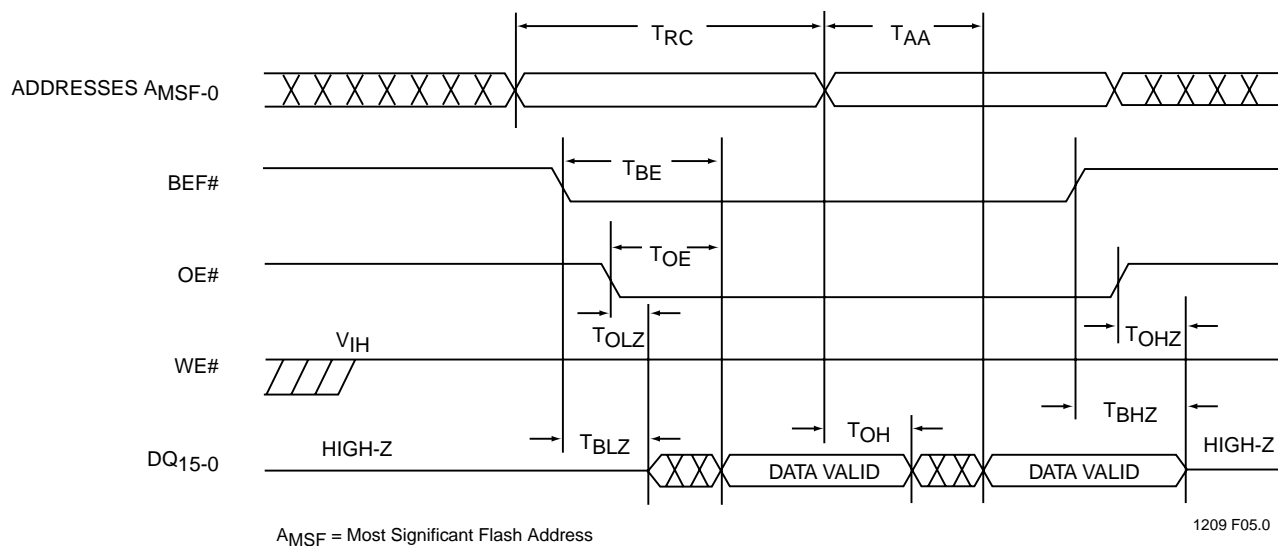 TRC TAA
ADDRESSES AMSF-0
TBE
BEF#
TOE
OE#
TOLZ TOHZ
VIH
WE#
TBHZ
TBLZ TOH
HIGH-Z HIGH-Z
DQ15-0 DATA VALID DATA VALID
AMSF = Most Significant Flash Address
1209 F05.0